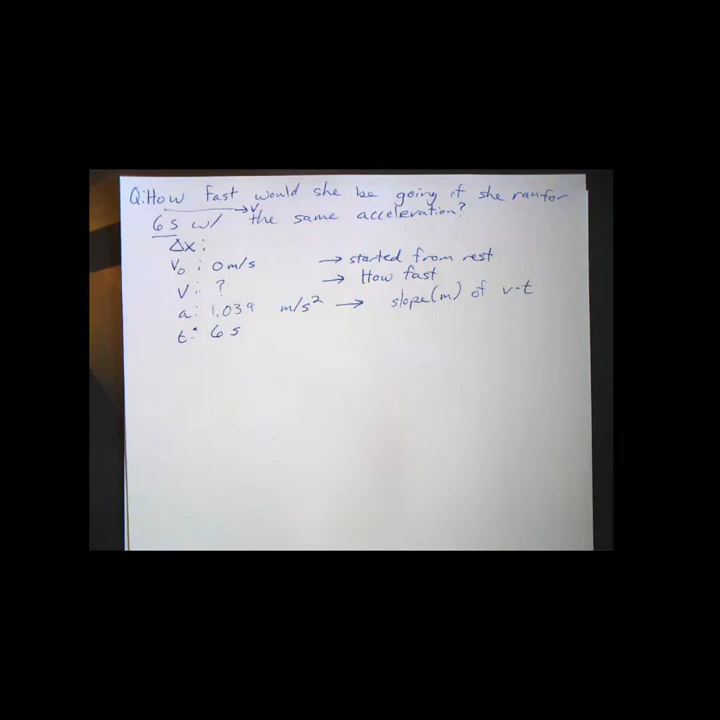 Q: How fast would she be going if she ran for
→ v
6 s w/ the same acceleration?
Δx:
v₀: 0 m/s → started from rest
v: ? → How fast
a: 1.039 m/s² → slope(m) of v-t
t: 6 s